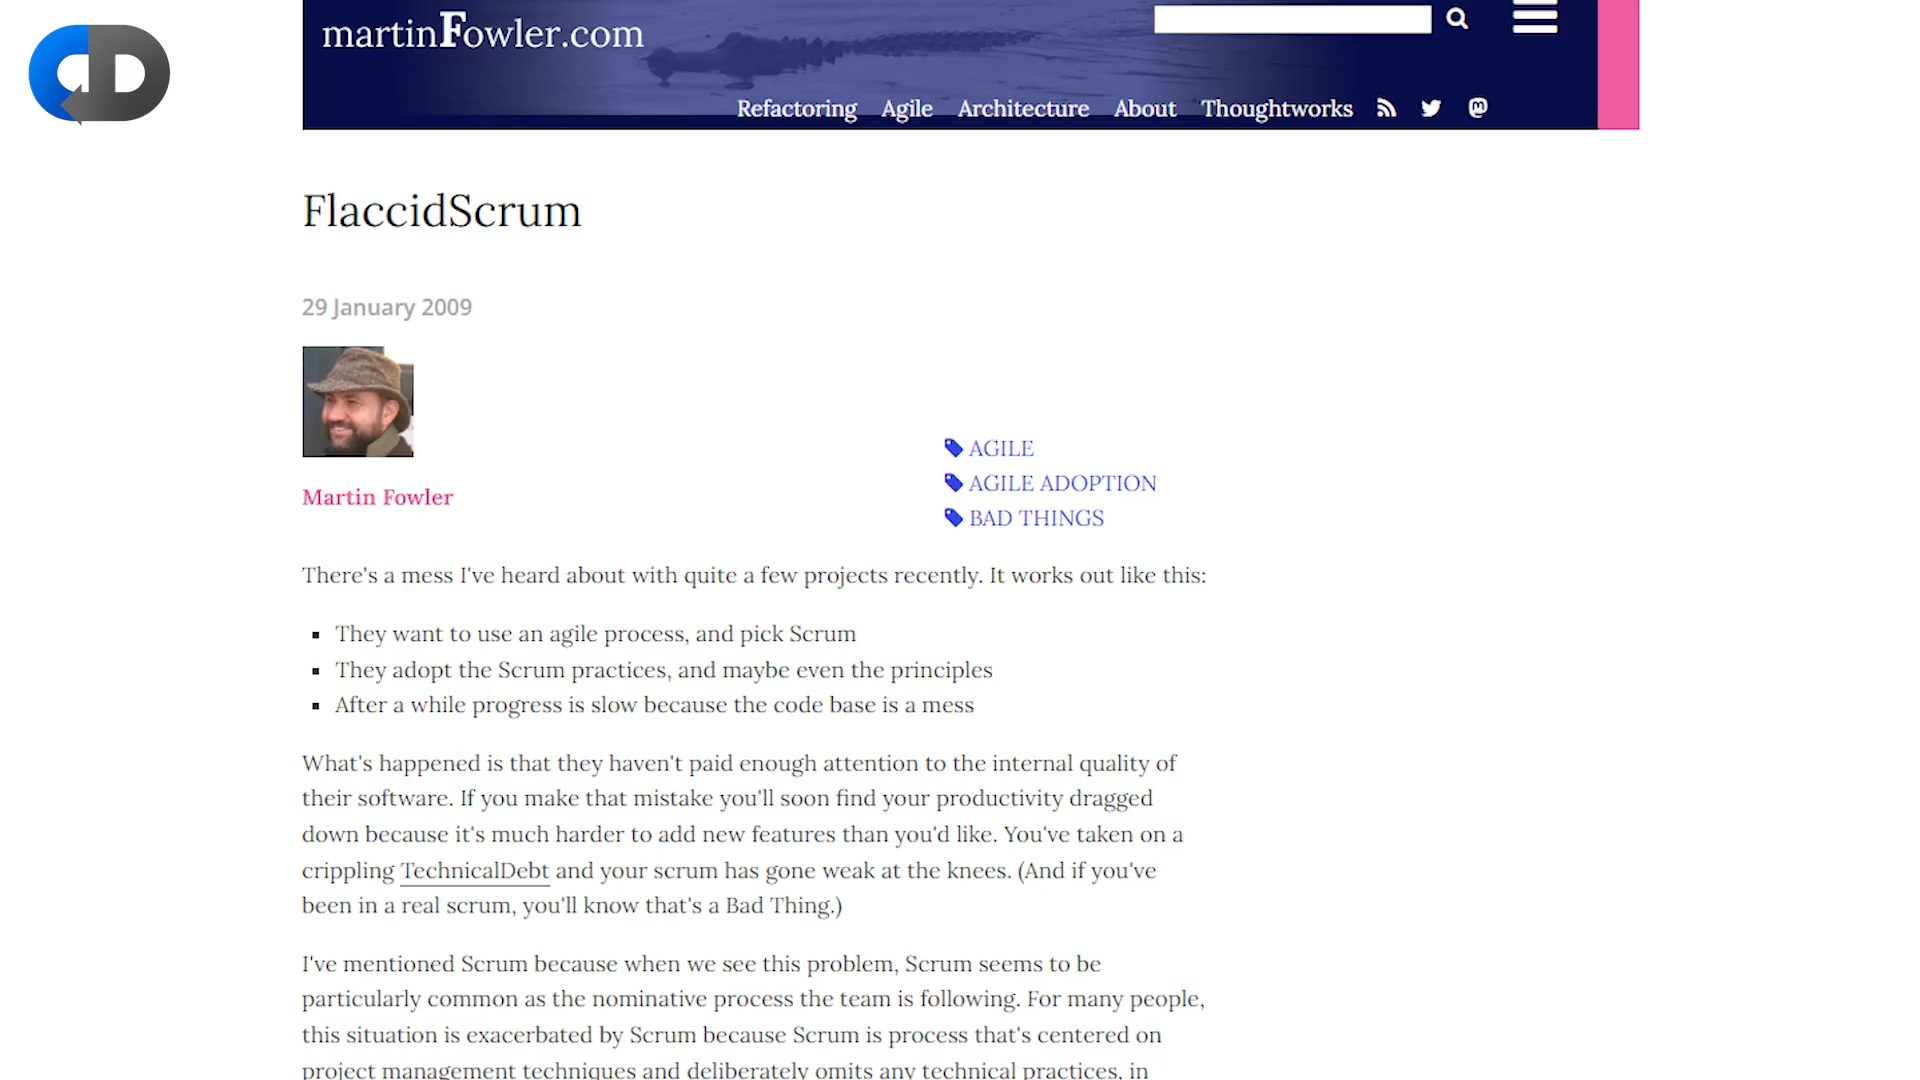 CD
martinFowler.com
Refactoring Agile Architecture About Thoughtworks
FlaccidScrum
29 January 2009
AGILE
AGILE ADOPTION
BAD THINGS
Martin Fowler
There's a mess I've heard about with quite a few projects recently. It works out like this:
They want to use an agile process, and pick Scrum
They adopt the Scrum practices, and maybe even the principles
After a while progress is slow because the code base is a mess
What's happened is that they haven't paid enough attention to the internal quality of
their software. If you make that mistake you'll soon find your productivity dragged
down because it's much harder to add new features than you'd like. You've taken on a
crippling TechnicalDebt and your scrum has gone weak at the knees. (And if you've
been in a real scrum, you'll know that's a Bad Thing.)
I've mentioned Scrum because when we see this problem, Scrum seems to be
particularly common as the nominative process the team is following. For many people,
this situation is exacerbated by Scrum because Scrum is process that's centered on
project management techniques and deliberately omits any technical practices, in